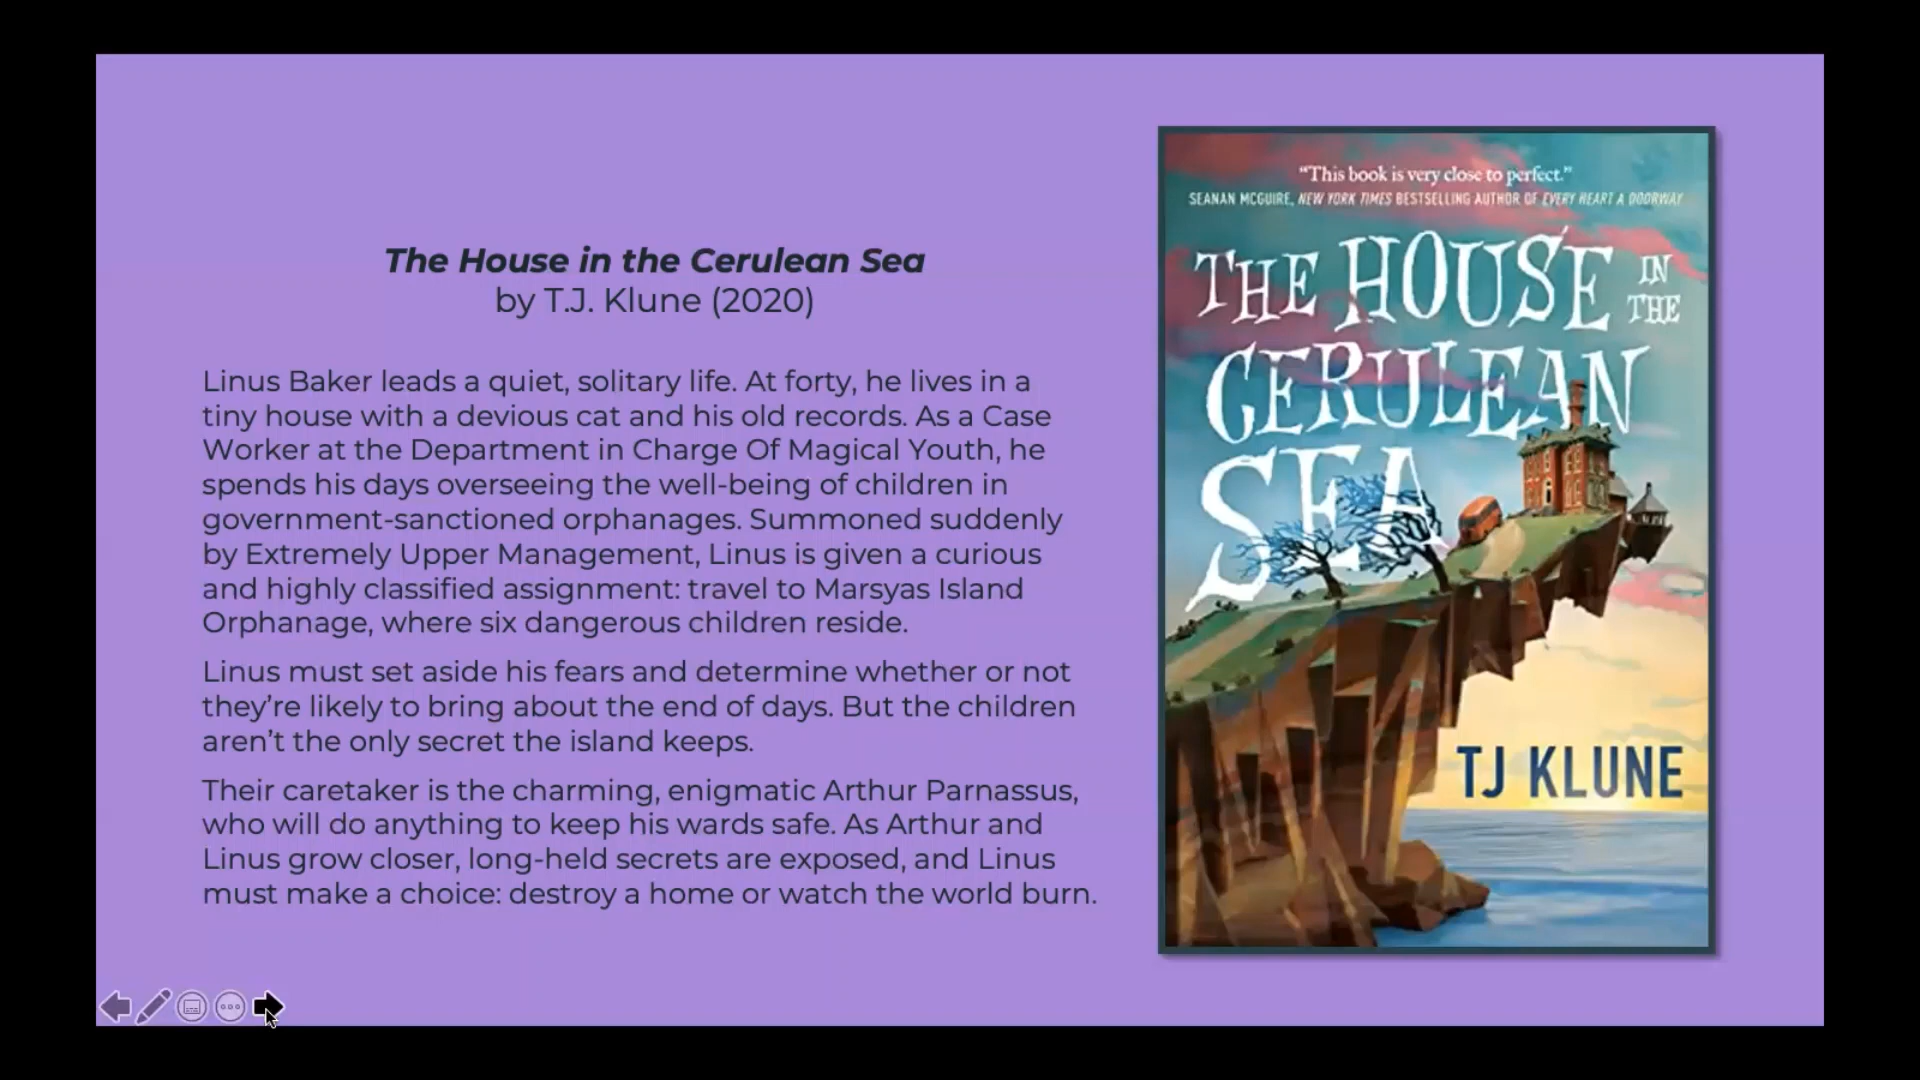 The House in the Cerulean Sea
by T.J. Klune (2020)
Linus Baker leads a quiet, solitary life. At forty, he lives in a
tiny house with a devious cat and his old records. As a Case
Worker at the Department in Charge Of Magical Youth, he
spends his days overseeing the well-being of children in
government-sanctioned orphanages. Summoned suddenly
by Extremely Upper Management, Linus is given a curious
and highly classified assignment: travel to Marsyas Island
Orphanage, where six dangerous children reside.
Linus must set aside his fears and determine whether or not
they’re likely to bring about the end of days. But the children
aren’t the only secret the island keeps.
Their caretaker is the charming, enigmatic Arthur Parnassus,
who will do anything to keep his wards safe. As Arthur and
Linus grow closer, long-held secrets are exposed, and Linus
must make a choice: destroy a home or watch the world burn.
“This book is very close to perfect.”
SEANAN MCGUIRE, NEW YORK TIMES BESTSELLING AUTHOR OF EVERY HEART A DOORWAY
THE HOUSE IN THE
CERULEAN
SEA
TJ KLUNE